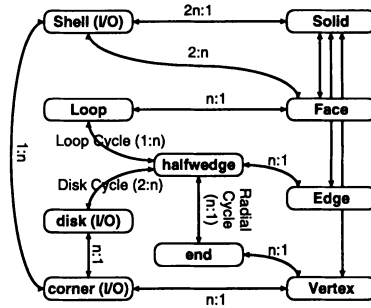 Shell (I/O)
2n:1
Solid
2:n
Loop
n:1
Face
Loop Cycle (1:n)
halfwedge
n:1
1:n
Disk Cycle (2:n)
Radial
Cycle
(n:1)
Edge
disk (I/O)
n:1
end
n:1
corner (I/O)
n:1
Vertex